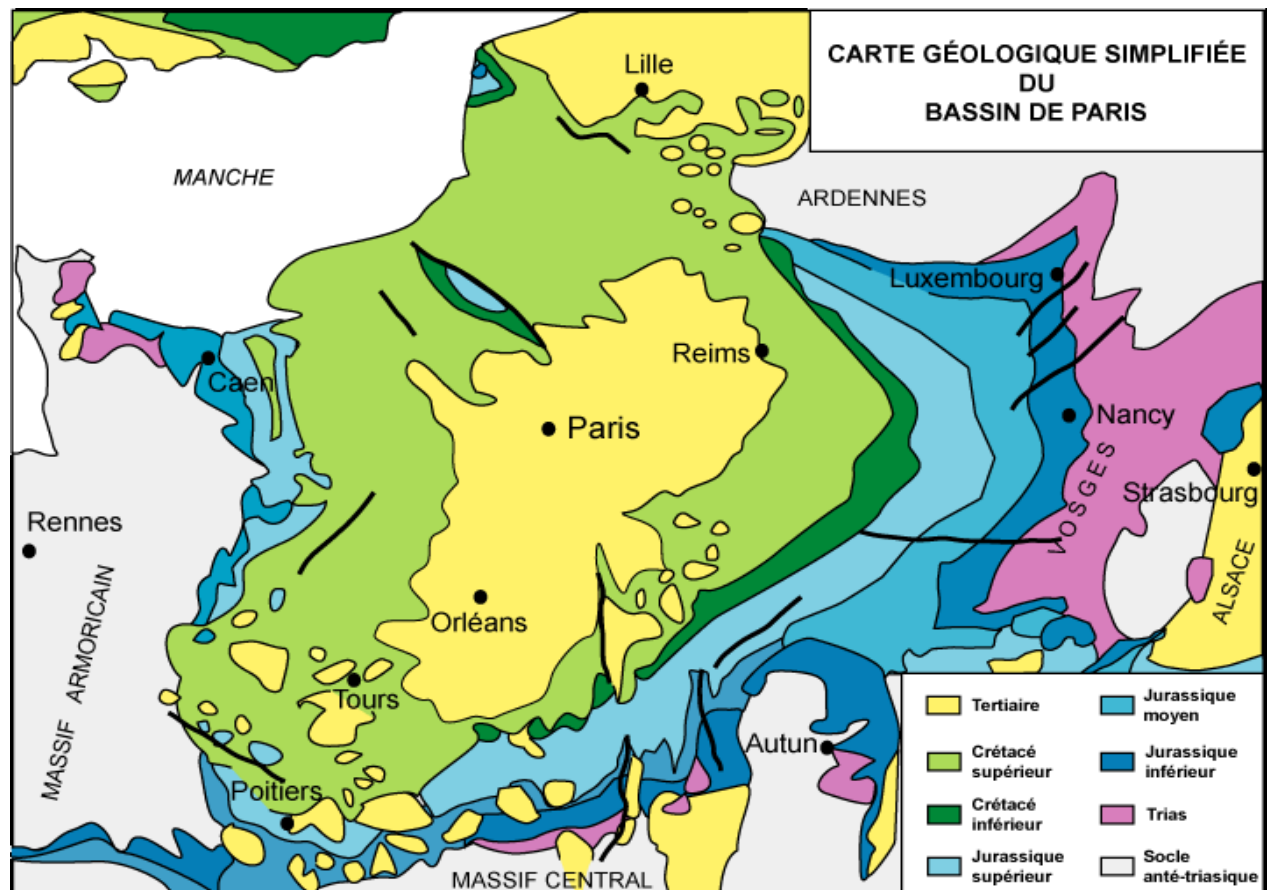 CARTE GÉOLOGIQUE SIMPLIFIÉE
DU
BASSIN DE PARIS
Lille
MANCHE
ARDENNES
Luxembourg
Reims
Caen
Paris
Nancy
VOSGES
Strasbourg
Rennes
ALSACE
MASSIF ARMORICAIN
Orléans
Tours
Autun
Poitiers
MASSIF CENTRAL
Tertiaire
Crétacé
supérieur
Crétacé
inférieur
Jurassique
supérieur
Jurassique
moyen
Jurassique
inférieur
Trias
Socle
anté-triasique